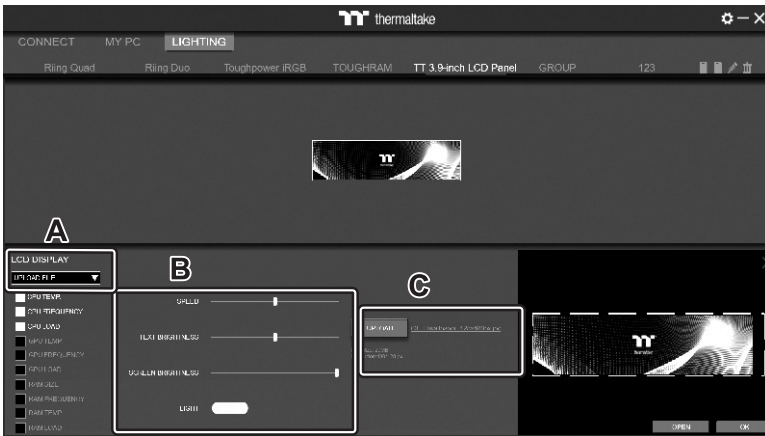 thermaltake
CONNECT MY PC LIGHTING
Riing Quad Riing Duo Toughpower iRGB TOUGHRAM TT 3.9-inch LCD Panel GROUP 123
A
LCD DISPLAY
UPLOAD FILE
B
C
CPU TEMP.
CPU FREQUENCY
CPU LOAD
GPU TEMP
GPU FREQUENCY
GPU LOAD
RAM SIZE
RAM FREQUENCY
RAM TEMP
RAM LOAD
SPEED
TEXT BRIGHTNESS
SCREEN BRIGHTNESS
LIGHT
UPLOAD
thermaltake
OPEN OK